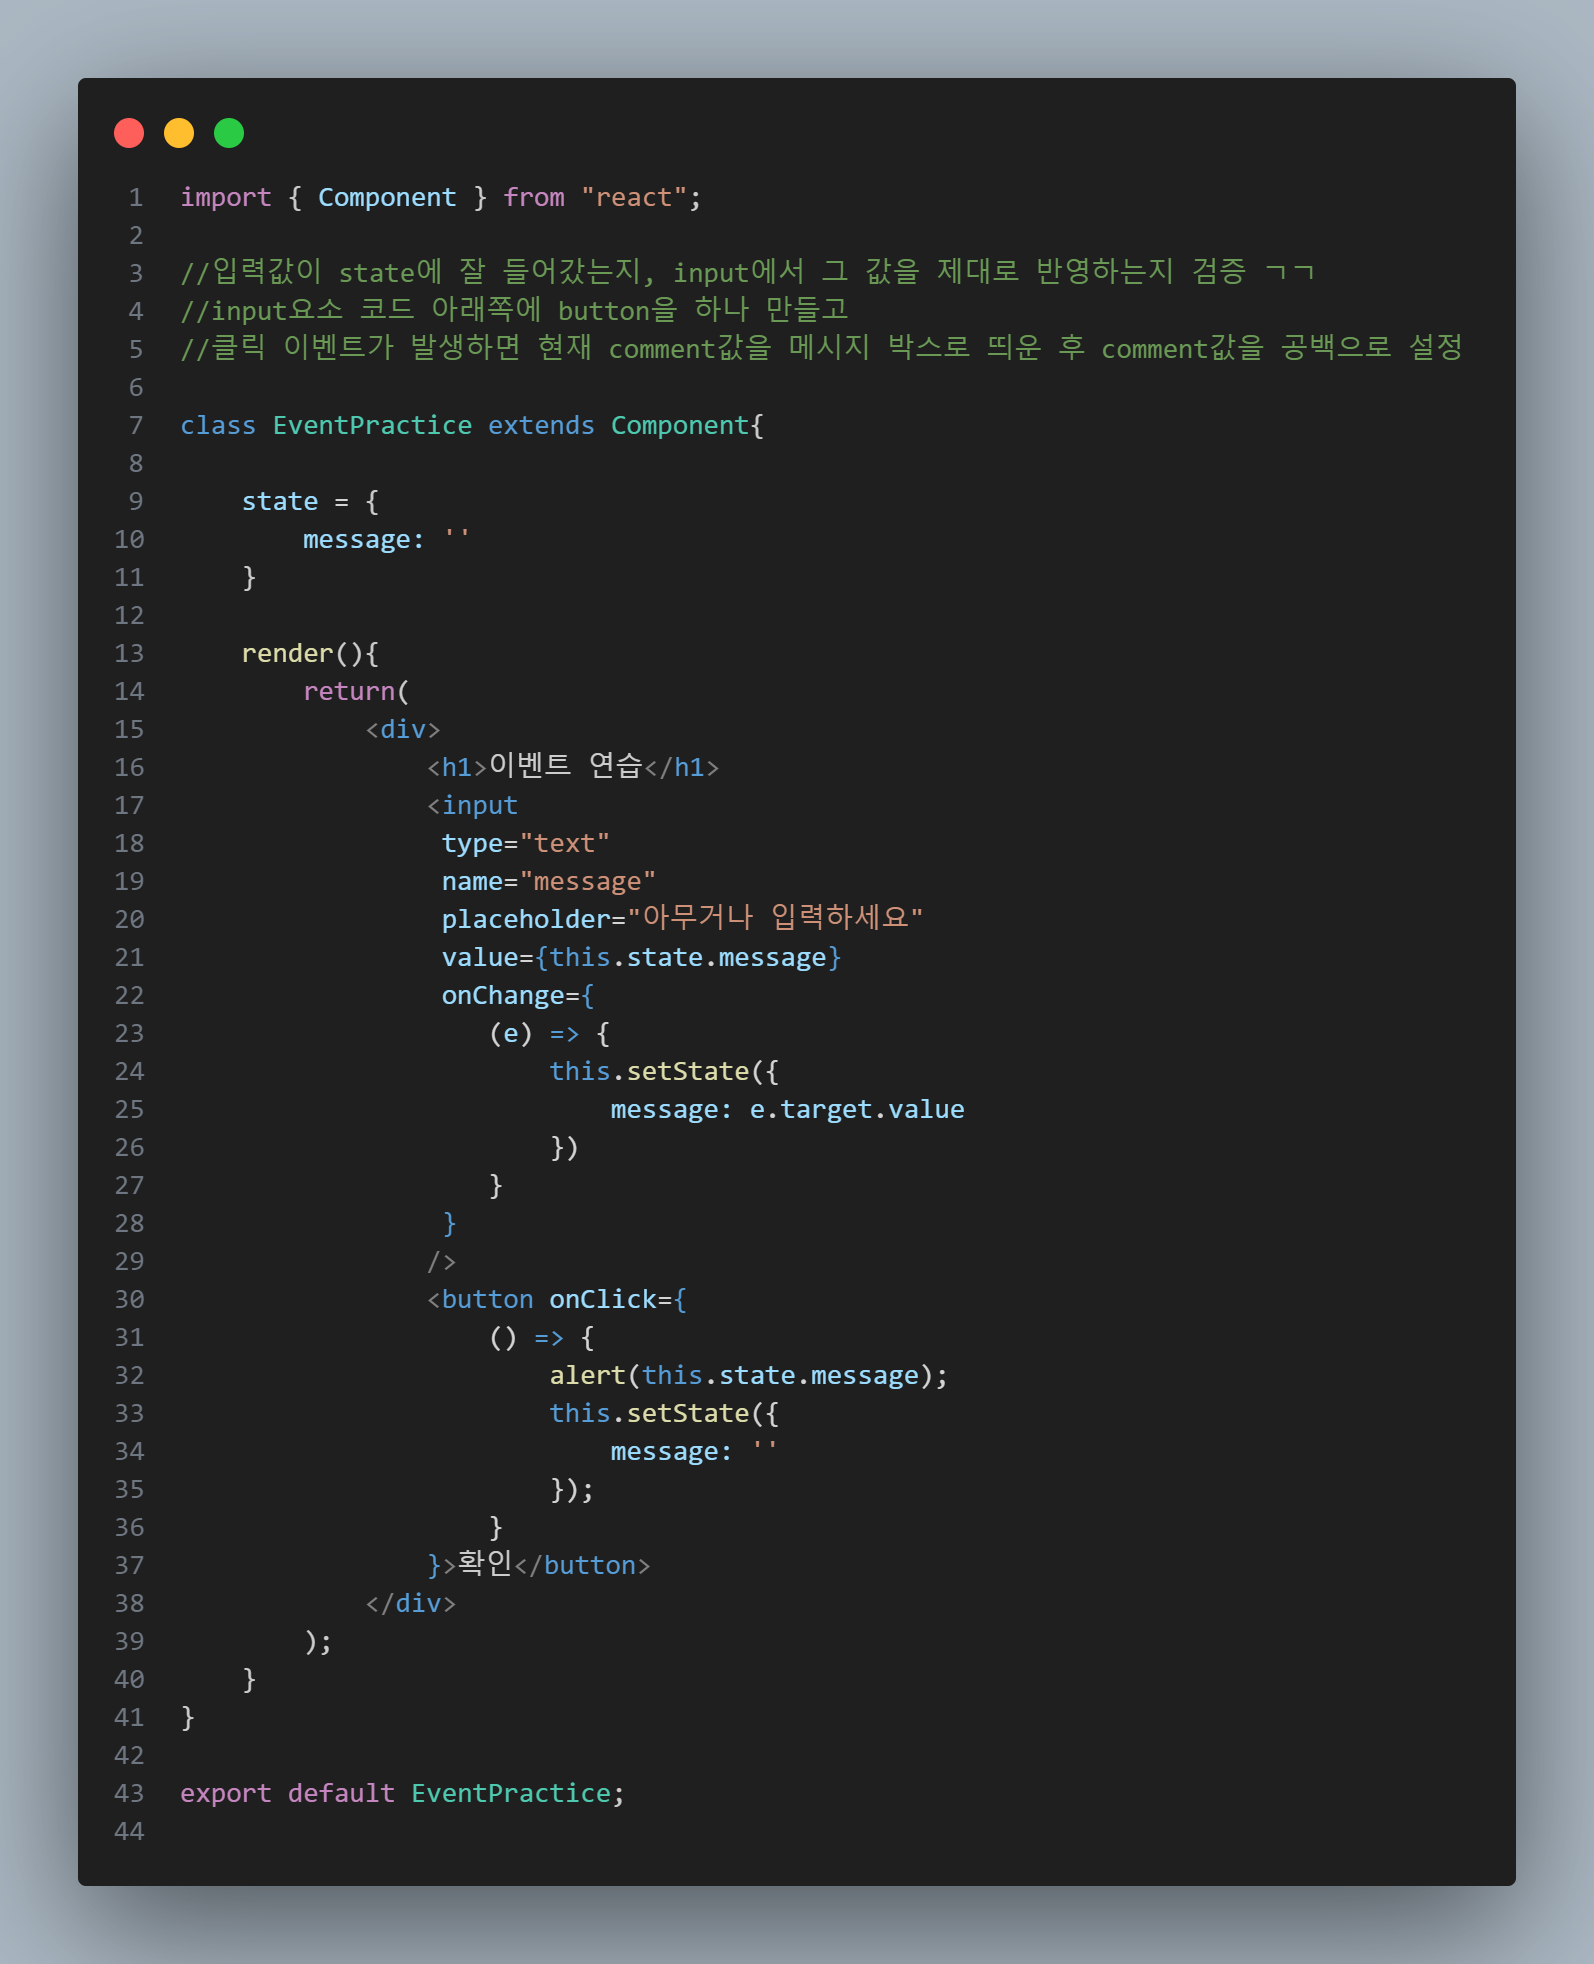 1 import { Component } from "react";
2
3 //입력값이 state에 잘 들어갔는지, input에서 그 값을 제대로 반영하는지 검증 ㄱㄱ
4 //input요소 코드 아래쪽에 button을 하나 만들고
5 //클릭 이벤트가 발생하면 현재 comment값을 메시지 박스로 띄운 후 comment값을 공백으로 설정
6
7 class EventPractice extends Component{
8
9     state = {
10         message: ''
11     }
12
13     render(){
14         return(
15             <div>
16                 <h1>이벤트 연습</h1>
17                 <input
18                  type="text"
19                  name="message"
20                  placeholder="아무거나 입력하세요"
21                  value={this.state.message}
22                  onChange={
23                     (e) => {
24                         this.setState({
25                             message: e.target.value
26                         })
27                     }
28                  }
29                 />
30                 <button onClick={
31                     () => {
32                         alert(this.state.message);
33                         this.setState({
34                             message: ''
35                         });
36                     }
37                 }>확인</button>
38             </div>
39         );
40     }
41 }
42
43 export default EventPractice;
44